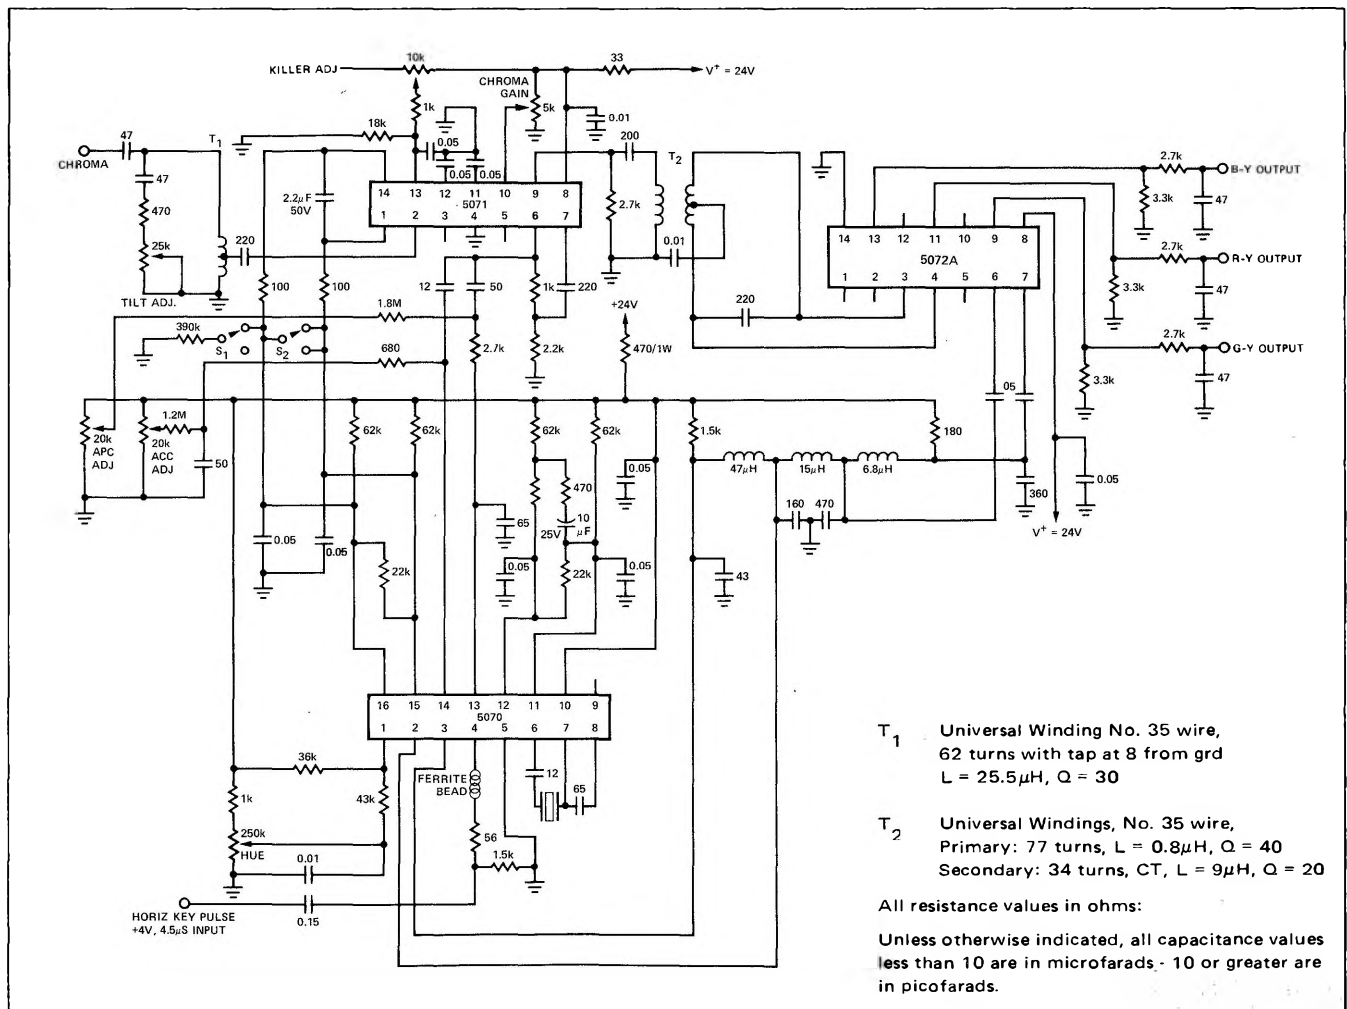 KILLER ADJ
10k
33
V+ = 24V
CHROMA
GAIN
1k
5k
0.01
18k
T1
47
CHROMA
0.05
200
T2
2.7k
B-Y OUTPUT
47
0.05
0.05
14
13
12
11
10
9
8
5071
1
2
3
4
5
6
7
2.2µF
50V
2.7k
3.3k
47
470
25k
TILT ADJ.
220
0.01
14
13
12
11
10
9
8
5072A
1
2
3
4
5
6
7
2.7k
R-Y OUTPUT
3.3k
47
100
100
12
50
1k
220
220
1.8M
+24V
390k
S1
S2
680
2.7k
2.2k
470/1W
2.7k
G-Y OUTPUT
3.3k
47
05
20k
APC
ADJ
1.2M
20k
ACC
ADJ
50
62k
62k
62k
62k
1.5k
180
47µH
15µH
6.8µH
0.05
470
10
µF
25V
65
160
470
360
0.05
V+ = 24V
0.05
0.05
22k
0.05
22k
0.05
43
16
15
14
13
12
11
10
9
5070
1
2
3
4
5
6
7
8
36k
FERRITE
BEAD
12
65
1k
43k
250k
HUE
56
1.5k
0.01
HORIZ KEY PULSE
+4V, 4.5µS INPUT
0.15
T1 Universal Winding No. 35 wire,
62 turns with tap at 8 from grd
L = 25.5µH, Q = 30
T2 Universal Windings, No. 35 wire,
Primary: 77 turns, L = 0.8µH, Q = 40
Secondary: 34 turns, CT, L = 9µH, Q = 20
All resistance values in ohms:
Unless otherwise indicated, all capacitance values
less than 10 are in microfarads - 10 or greater are
in picofarads.